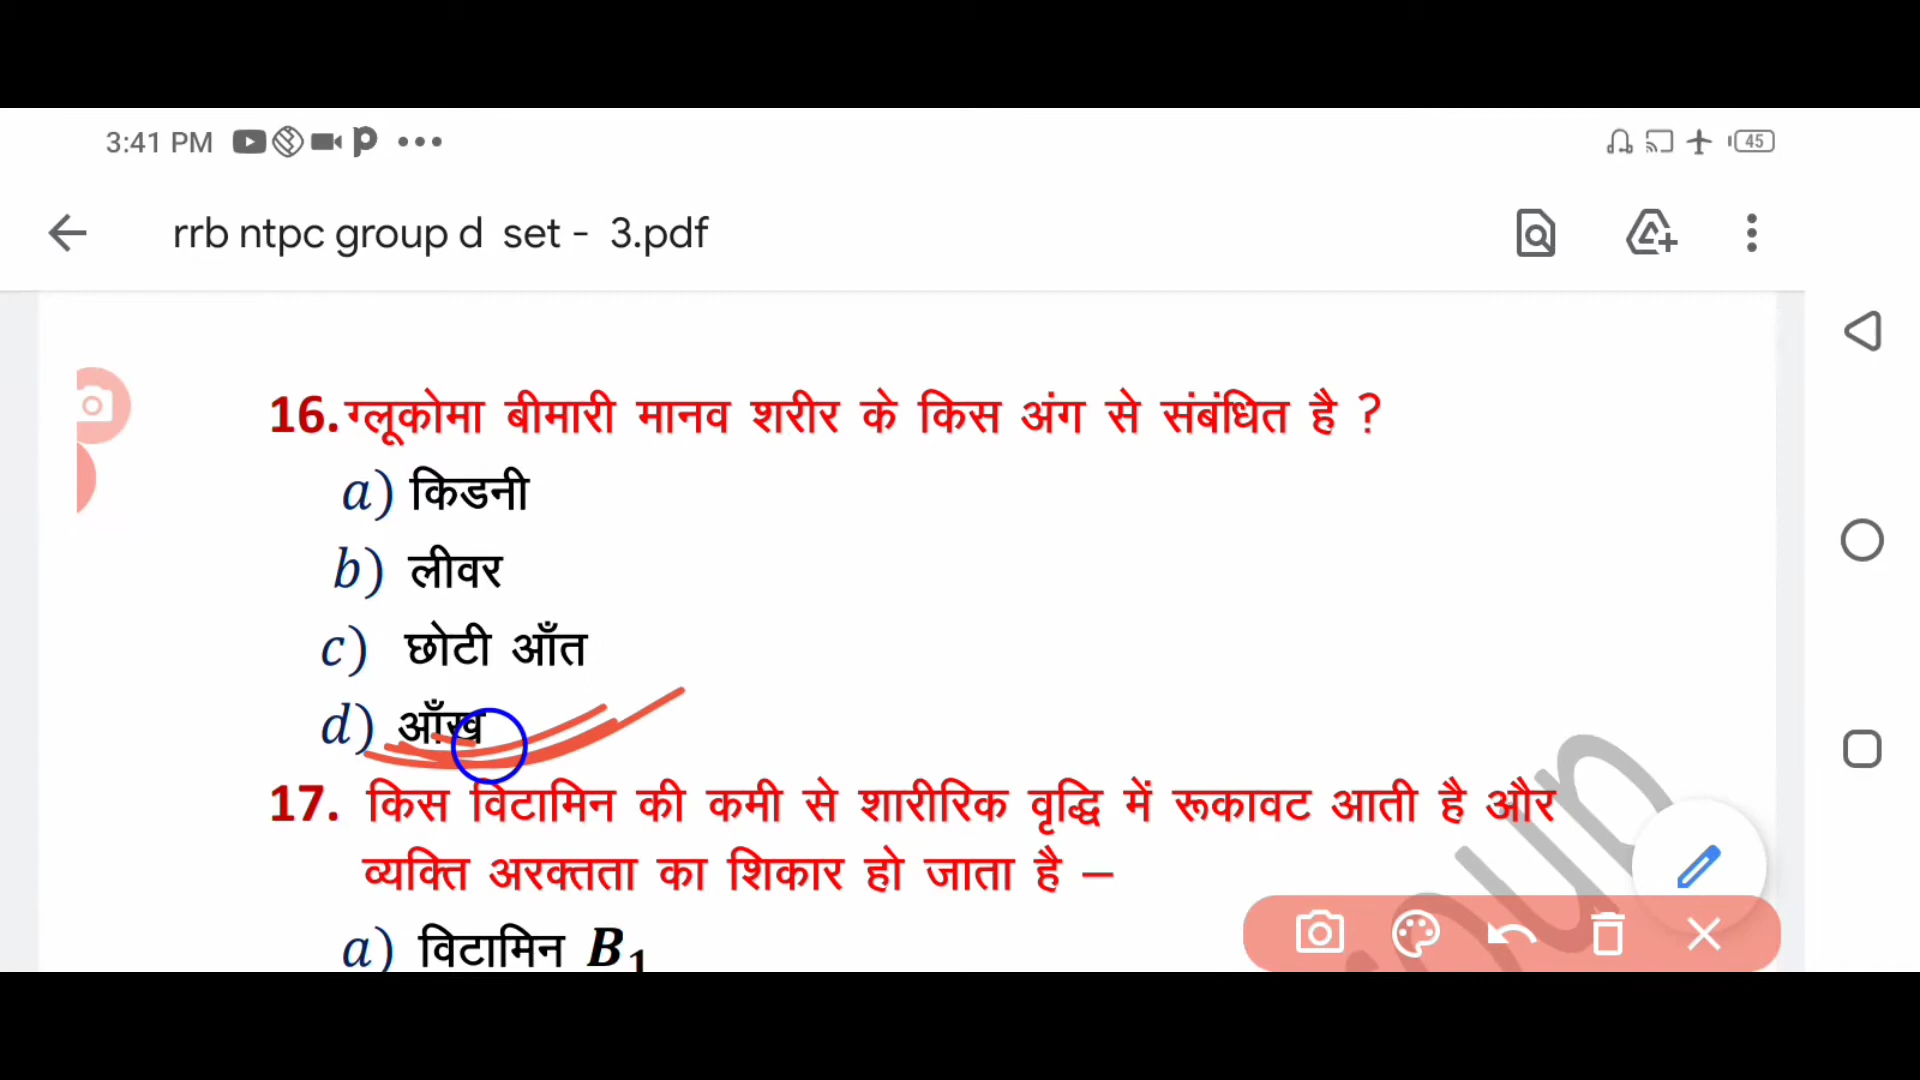 3:41 PM
45
rrb ntpc group d set - 3.pdf
16. ग्लूकोमा बीमारी मानव शरीर के किस अंग से संबंधित है ?
a) किडनी
b) लीवर
c) छोटी आँत
d) आँख
17. किस विटामिन की कमी से शारीरिक वृद्धि में रूकावट आती है और
व्यक्ति अरक्तता का शिकार हो जाता है –
a) विटामिन B1